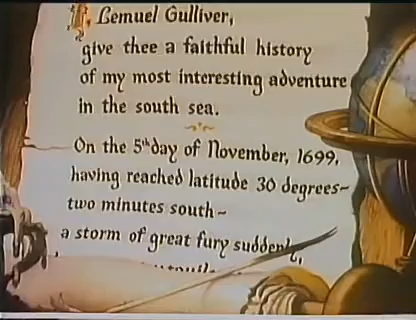 I, Lemuel Gulliver,
give thee a faithful history
of my most interesting adventure
in the south sea.
On the 5th day of November, 1699,
having reached latitude 30 degrees~
two minutes south~
a storm of great fury suddenly,